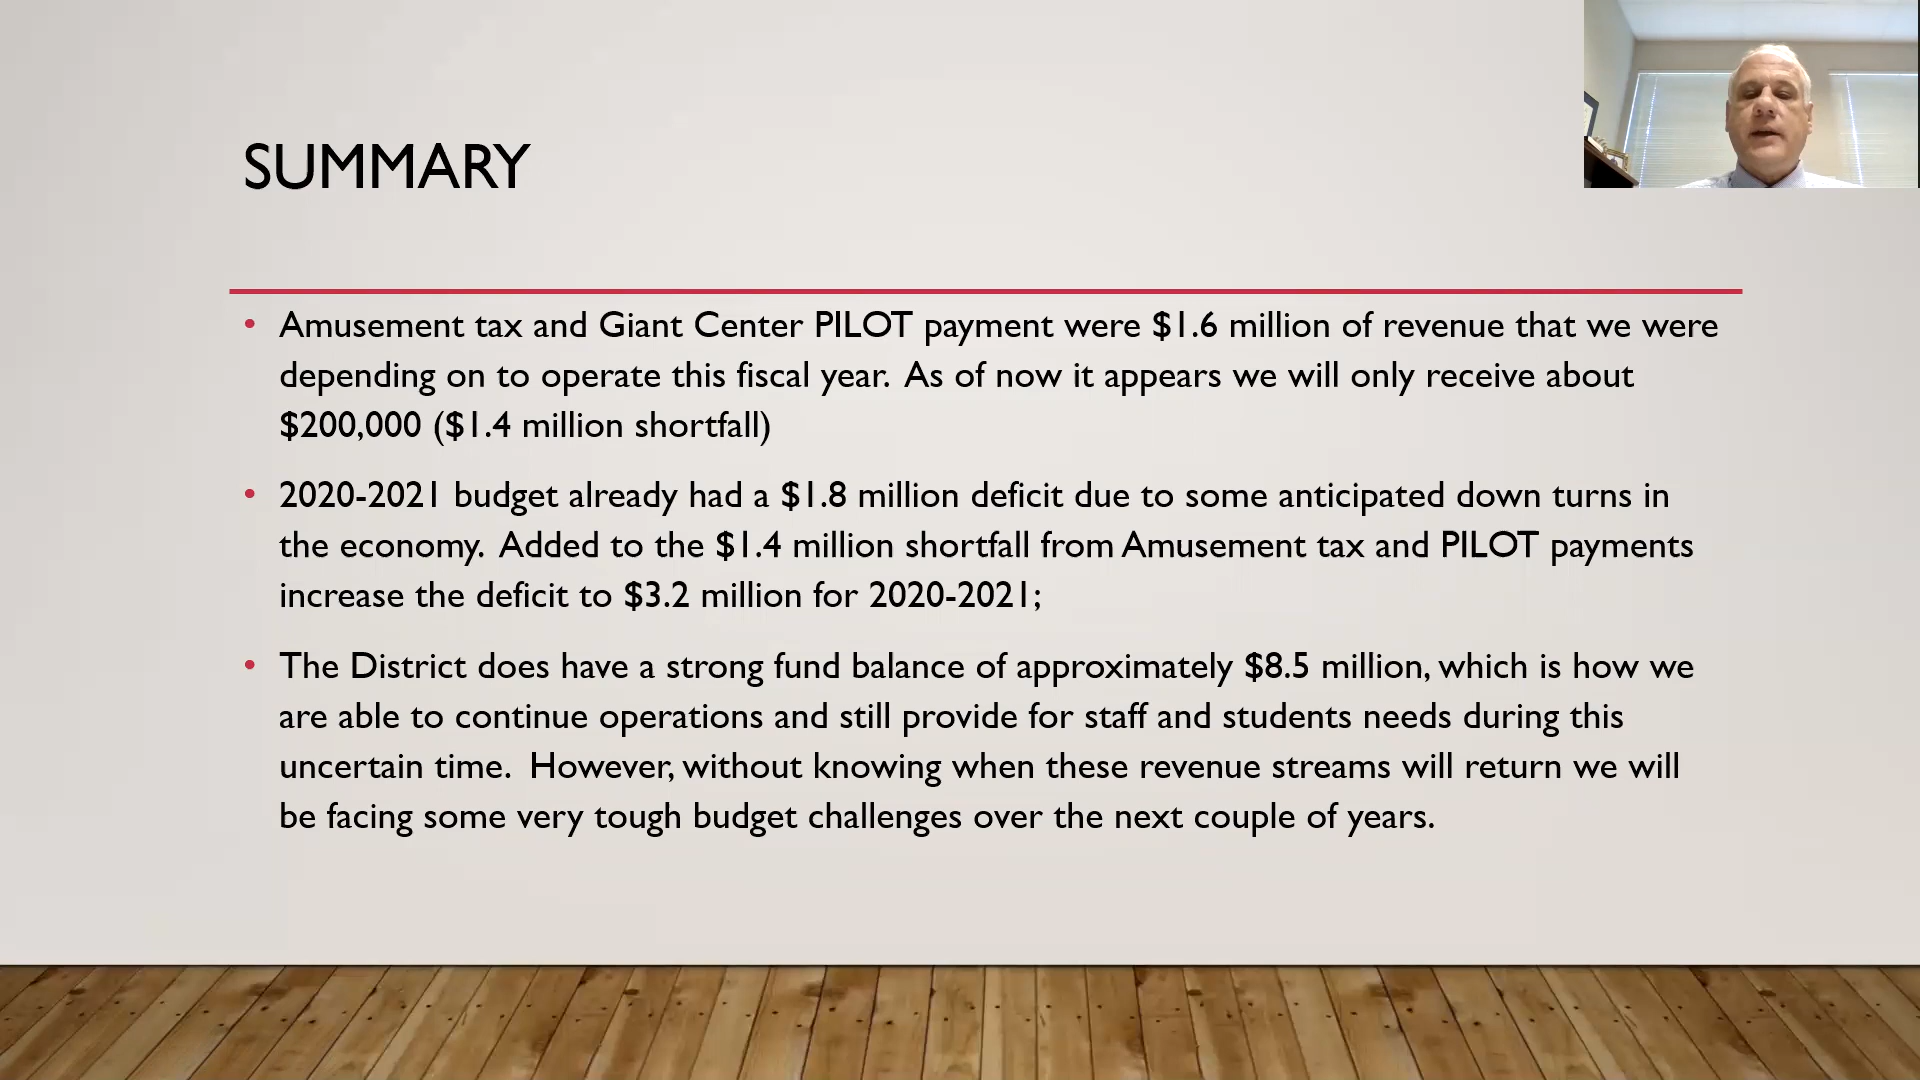 SUMMARY
• Amusement tax and Giant Center PILOT payment were $1.6 million of revenue that we were
depending on to operate this fiscal year.  As of now it appears we will only receive about
$200,000 ($1.4 million shortfall)
• 2020-2021 budget already had a $1.8 million deficit due to some anticipated down turns in
the economy.  Added to the $1.4 million shortfall from Amusement tax and PILOT payments
increase the deficit to $3.2 million for 2020-2021;
• The District does have a strong fund balance of approximately $8.5 million, which is how we
are able to continue operations and still provide for staff and students needs during this
uncertain time.  However, without knowing when these revenue streams will return we will
be facing some very tough budget challenges over the next couple of years.